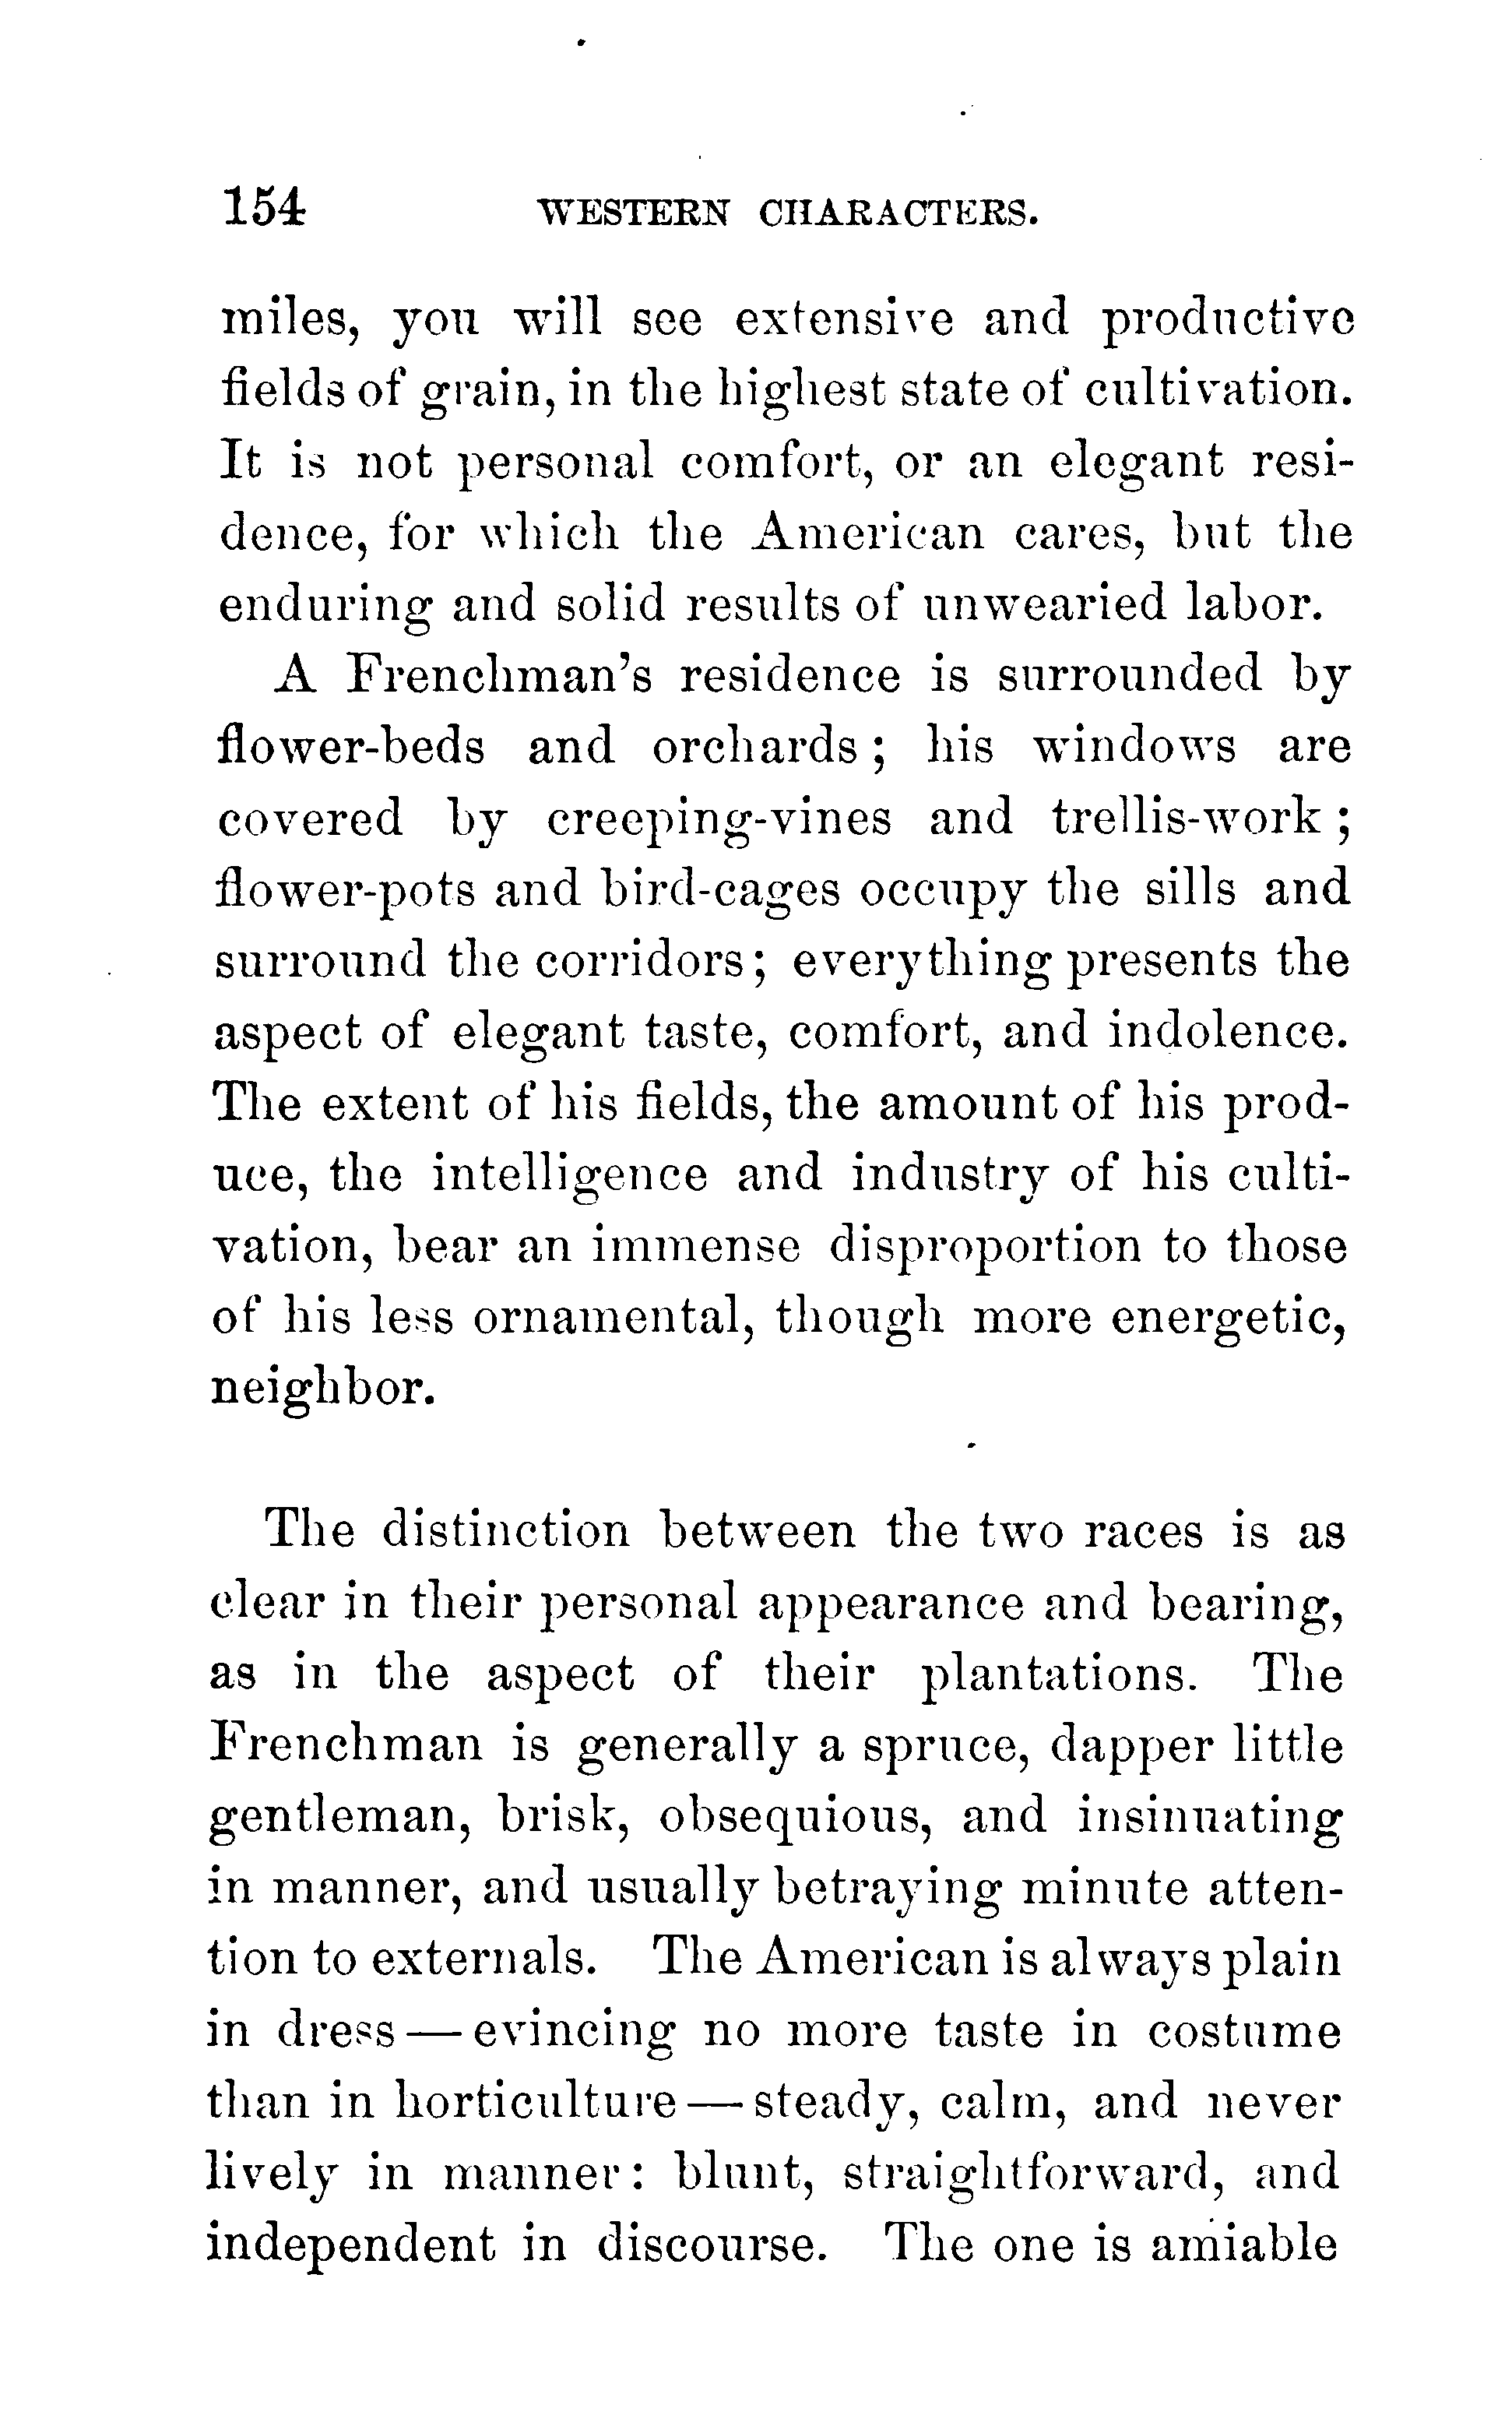 154 WESTERN CHARACTERS.
miles, you will see extensive and productive
fields of grain, in the highest state of cultivation.
It is not personal comfort, or an elegant resi-
dence, for which the American cares, but the
enduring and solid results of unwearied labor.
A Frenchman's residence is surrounded by
flower-beds and orchards; his windows are
covered by creeping-vines and trellis-work;
flower-pots and bird-cages occupy the sills and
surround the corridors; everything presents the
aspect of elegant taste, comfort, and indolence.
The extent of his fields, the amount of his prod-
uce, the intelligence and industry of his culti-
vation, bear an immense disproportion to those
of his less ornamental, though more energetic,
neighbor.
The distinction between the two races is as
clear in their personal appearance and bearing,
as in the aspect of their plantations. The
Frenchman is generally a spruce, dapper little
gentleman, brisk, obsequious, and insinuating
in manner, and usually betraying minute atten-
tion to externals. The American is always plain
in dress—evincing no more taste in costume
than in horticulture—steady, calm, and never
lively in manner: blunt, straightforward, and
independent in discourse. The one is amiable